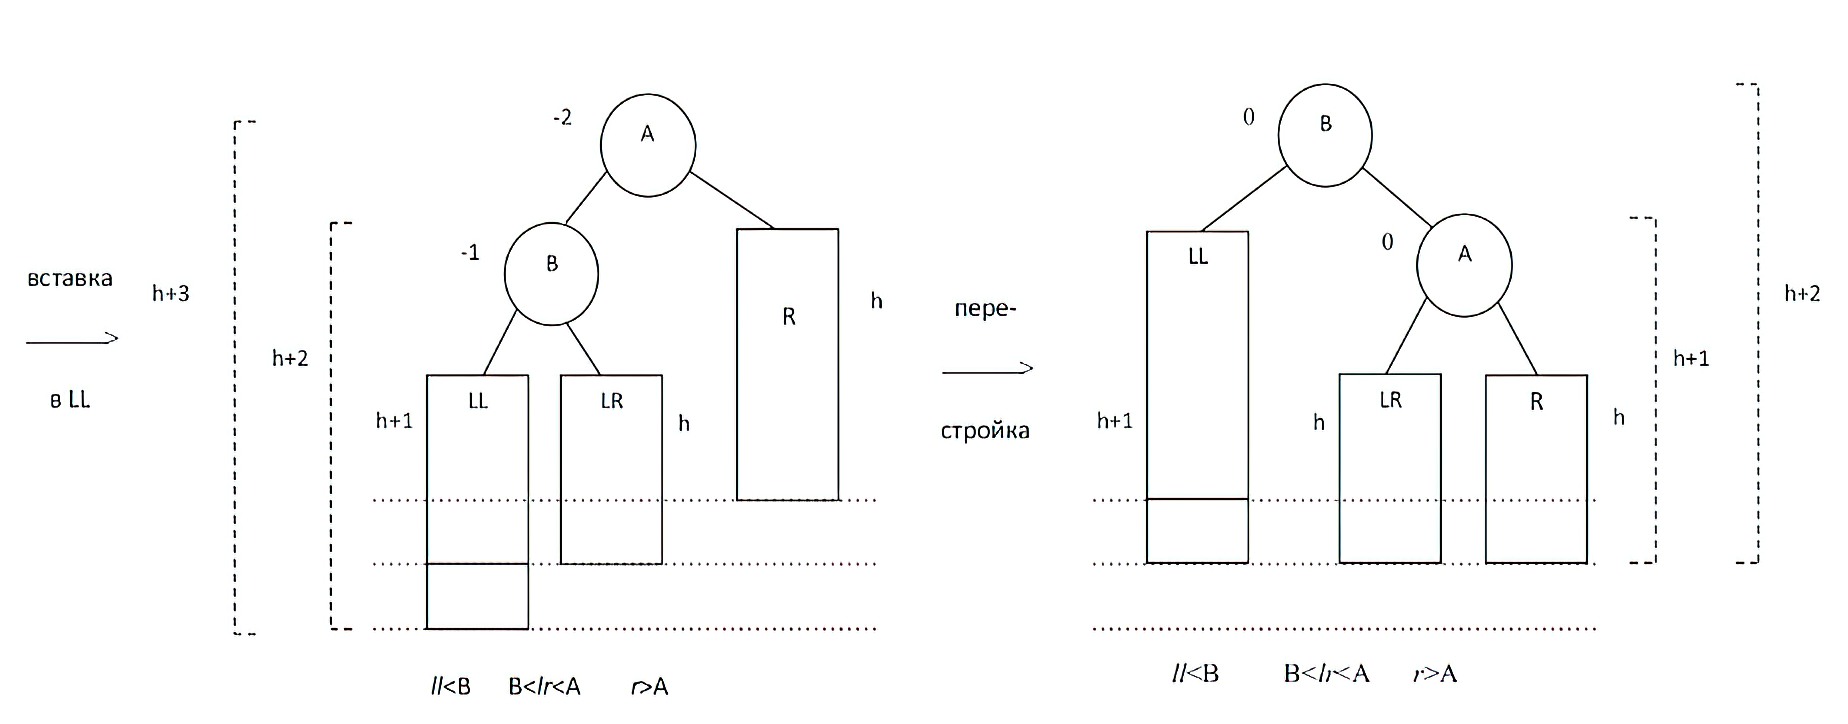 -2
A
0
B
-1
B
0
A
вставка
в LL
h+3
h+2
R
h
LL
LR
h+1
h
пере-
стройка
LL
h+1
LR
h
R
h
h+1
h+2
ll<B B<lr<A r>A
ll<B B<lr<A r>A